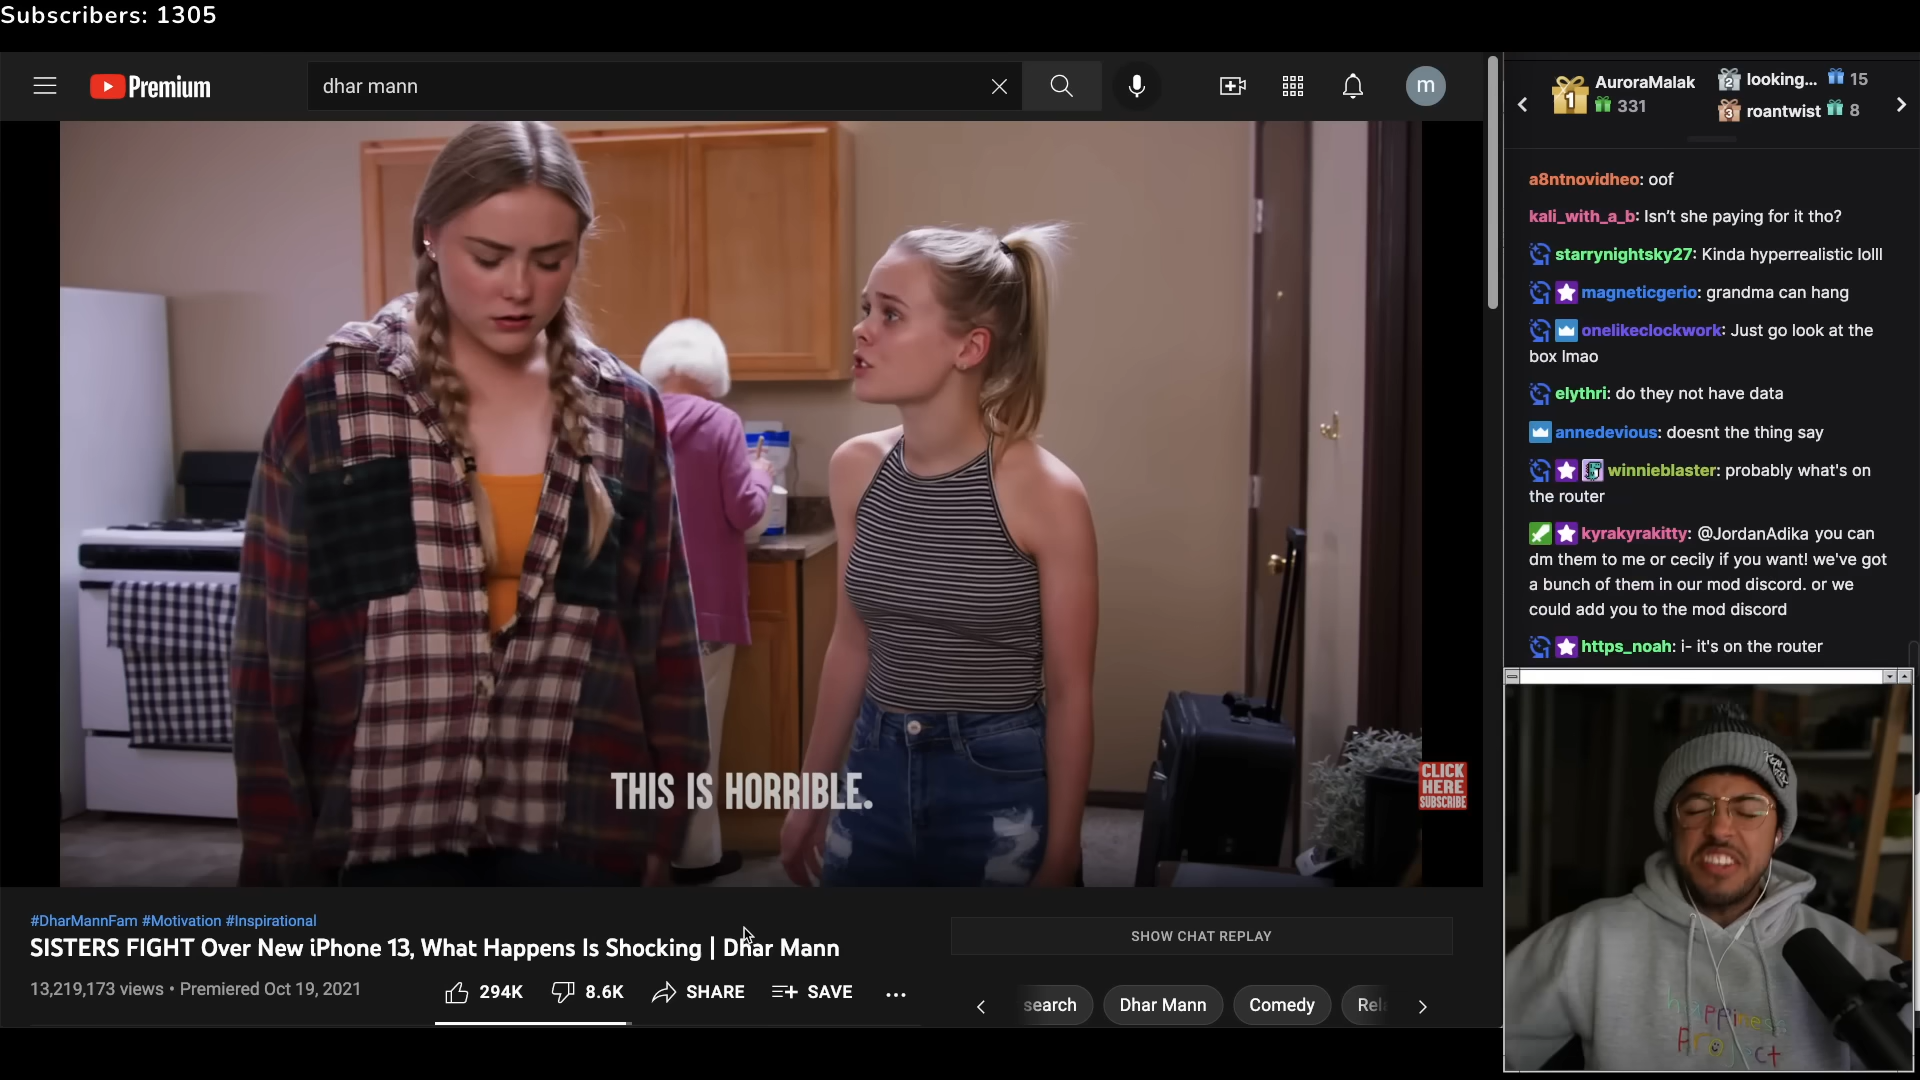 Subscribers: 1305
Premium
dhar mann
m
1
AuroraMalak
331
2
looking...
15
3
roantwist
8
a8ntnovidheo: oof
kali_with_a_b: Isn't she paying for it tho?
starrynightsky27: Kinda hyperrealistic lolll
magneticgerio: grandma can hang
onelikeclockwork: Just go look at the
box lmao
elythri: do they not have data
annedevious: doesnt the thing say
winnieblaster: probably what's on
the router
kyrakyrakitty: @JordanAdika you can
dm them to me or cecily if you want! we've got
a bunch of them in our mod discord. or we
could add you to the mod discord
https_noah: i- it's on the router
THIS IS HORRIBLE.
CLICK
HERE
SUBSCRIBE
#DharMannFam #Motivation #Inspirational
SISTERS FIGHT Over New iPhone 13, What Happens Is Shocking | Dhar Mann
13,219,173 views • Premiered Oct 19, 2021
294K
8.6K
SHARE
SAVE
SHOW CHAT REPLAY
search
Dhar Mann
Comedy
Rel
happiness
Project